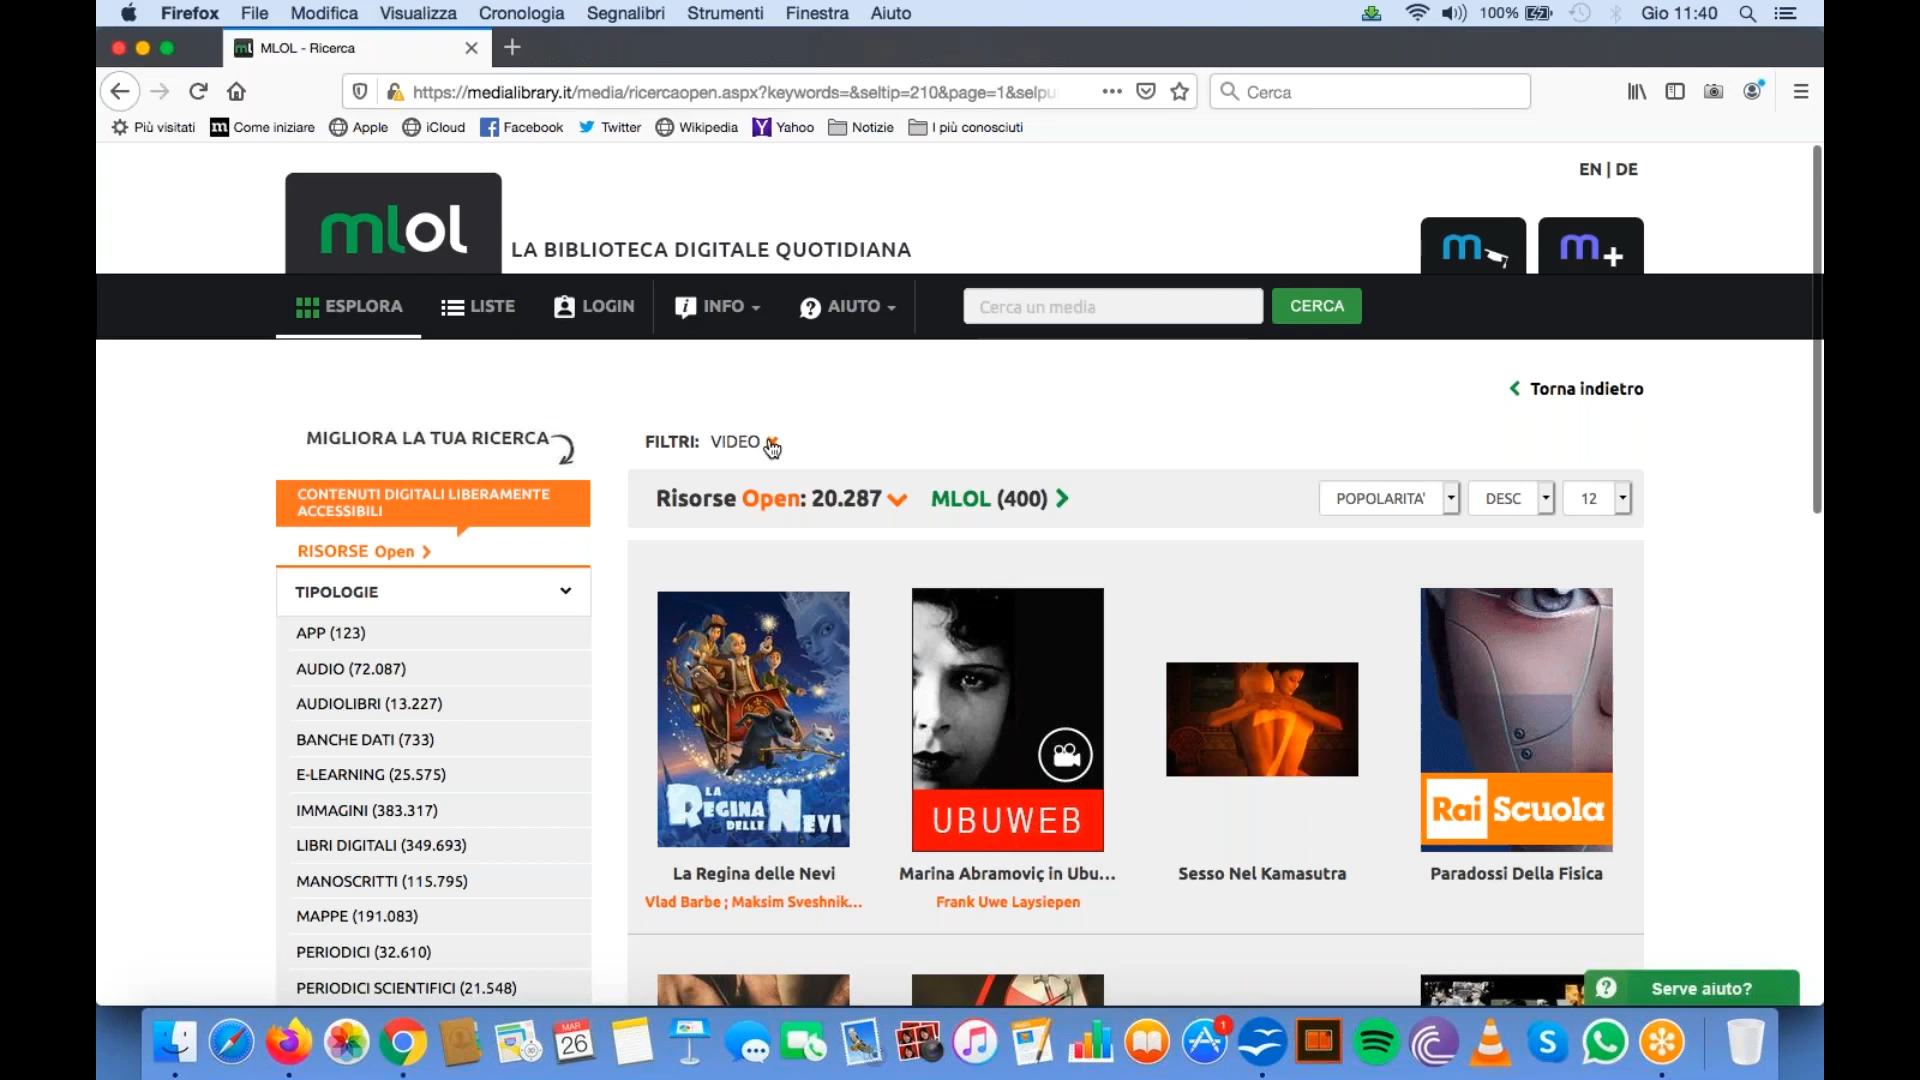 Firefox File Modifica Visualizza Cronologia Segnalibri Strumenti Finestra Aiuto 100% Gio 11:40
ml MLOL - Ricerca
https://medialibrary.it/media/ricercaopen.aspx?keywords=&seltip=210&page=1&selpu Cerca
Più visitati m Come iniziare Apple iCloud Facebook Twitter Wikipedia Yahoo Notizie I più conosciuti
EN | DE
mlol LA BIBLIOTECA DIGITALE QUOTIDIANA
m m+
ESPLORA LISTE LOGIN INFO AIUTO Cerca un media CERCA
Torna indietro
MIGLIORA LA TUA RICERCA
FILTRI: VIDEO
CONTENUTI DIGITALI LIBERAMENTE
ACCESSIBILI
Risorse Open: 20.287 MLOL (400) POPOLARITA' DESC 12
RISORSE Open
TIPOLOGIE
APP (123)
AUDIO (72.087)
AUDIOLIBRI (13.227)
BANCHE DATI (733)
E-LEARNING (25.575)
IMMAGINI (383.317)
LIBRI DIGITALI (349.693)
MANOSCRITTI (115.795)
MAPPE (191.083)
PERIODICI (32.610)
PERIODICI SCIENTIFICI (21.548)
LA
REGINA
DELLE NEVI
UBUWEB
Rai Scuola
La Regina delle Nevi
Vlad Barbe ; Maksim Sveshnik...
Marina Abramoviç in Ubu...
Frank Uwe Laysiepen
Sesso Nel Kamasutra
Paradossi Della Fisica
Serve aiuto?
MAR
26
1